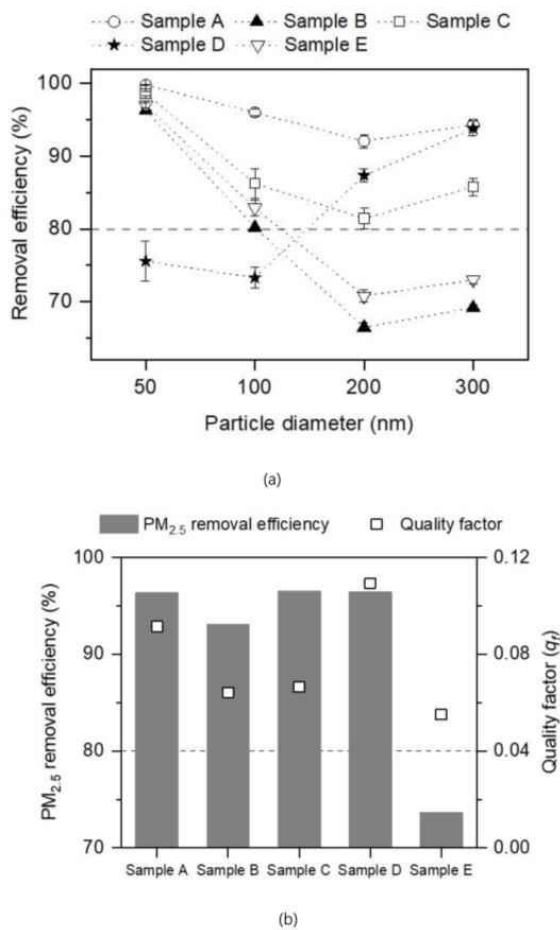 Sample A Sample B Sample C
Sample D Sample E
100
90
80
70
Removal efficiency (%)
50 100 200 300
Particle diameter (nm)
(a)
PM2.5 removal efficiency Quality factor
100
90
80
70
PM2.5 removal efficiency (%)
0.12
0.08
0.04
0.00
Quality factor (qf)
Sample A Sample B Sample C Sample D Sample E
(b)